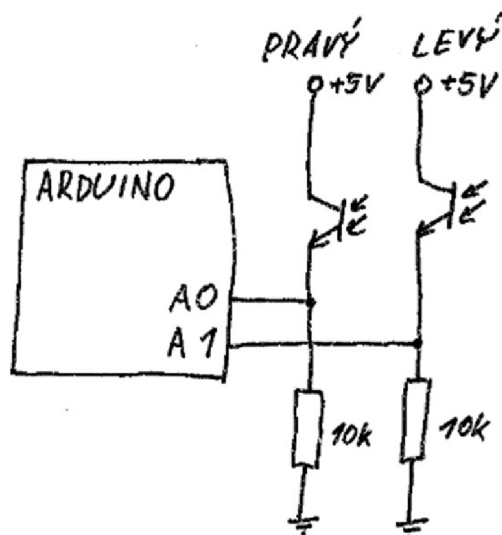 PRAVÝ LEVÝ
+5V +5V
ARDUINO
A0
A1
10k 10k